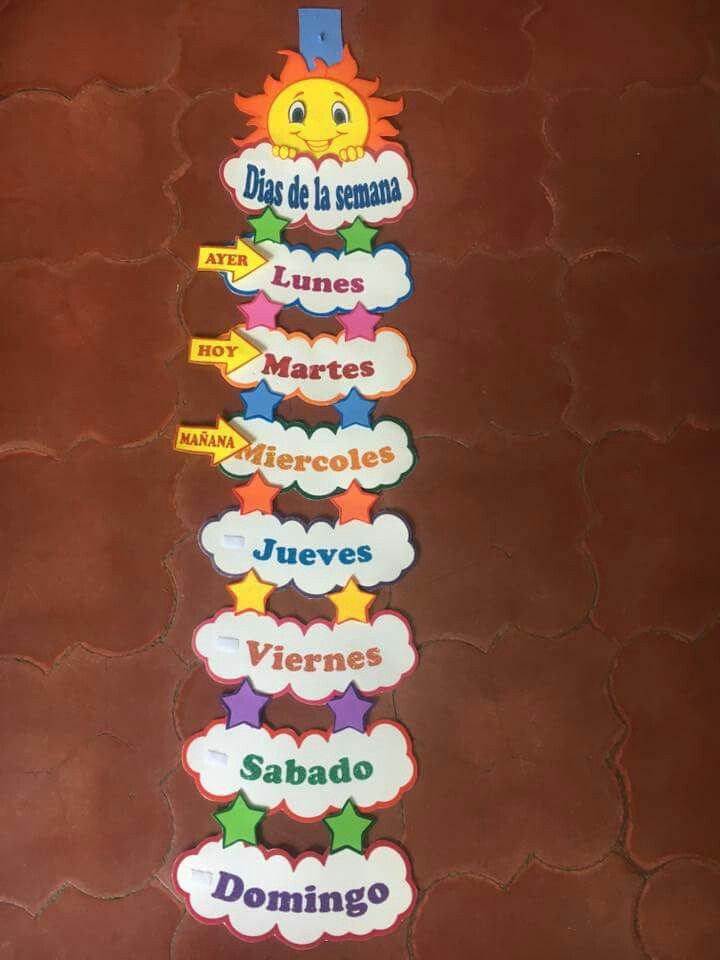 Dias de la semana
AYER
Lunes
HOY
Martes
MAÑANA
Miercoles
Jueves
Viernes
Sabado
Domingo